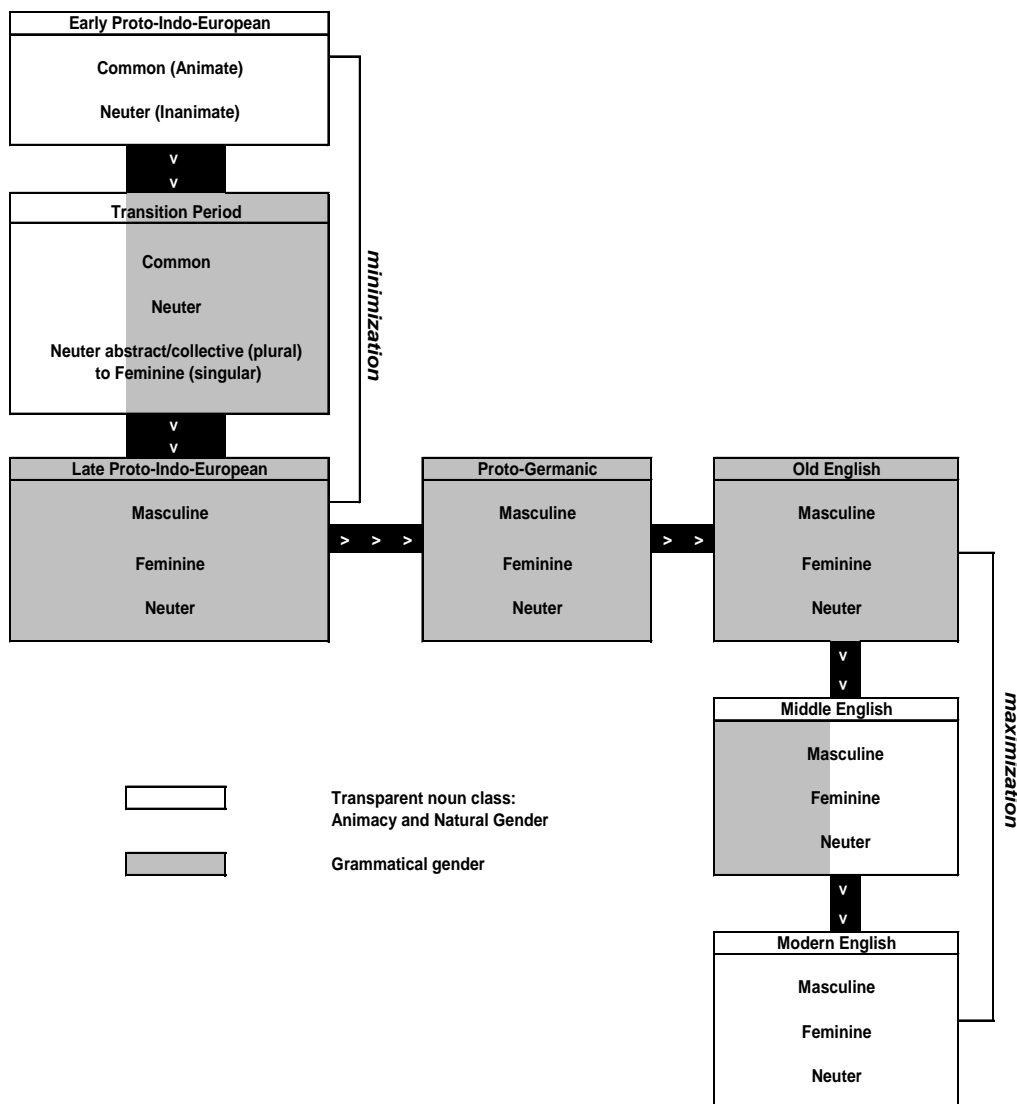 Early Proto-Indo-European
Common (Animate)
Neuter (Inanimate)
v
v
Transition Period
Common
Neuter
Neuter abstract/collective (plural)
to Feminine (singular)
minimization
v
v
Late Proto-Indo-European
Masculine
Feminine
Neuter
> > >
Proto-Germanic
Masculine
Feminine
Neuter
> >
Old English
Masculine
Feminine
Neuter
v
v
Middle English
Masculine
Feminine
Neuter
maximization
v
v
Modern English
Masculine
Feminine
Neuter
Transparent noun class:
Animacy and Natural Gender
Grammatical gender